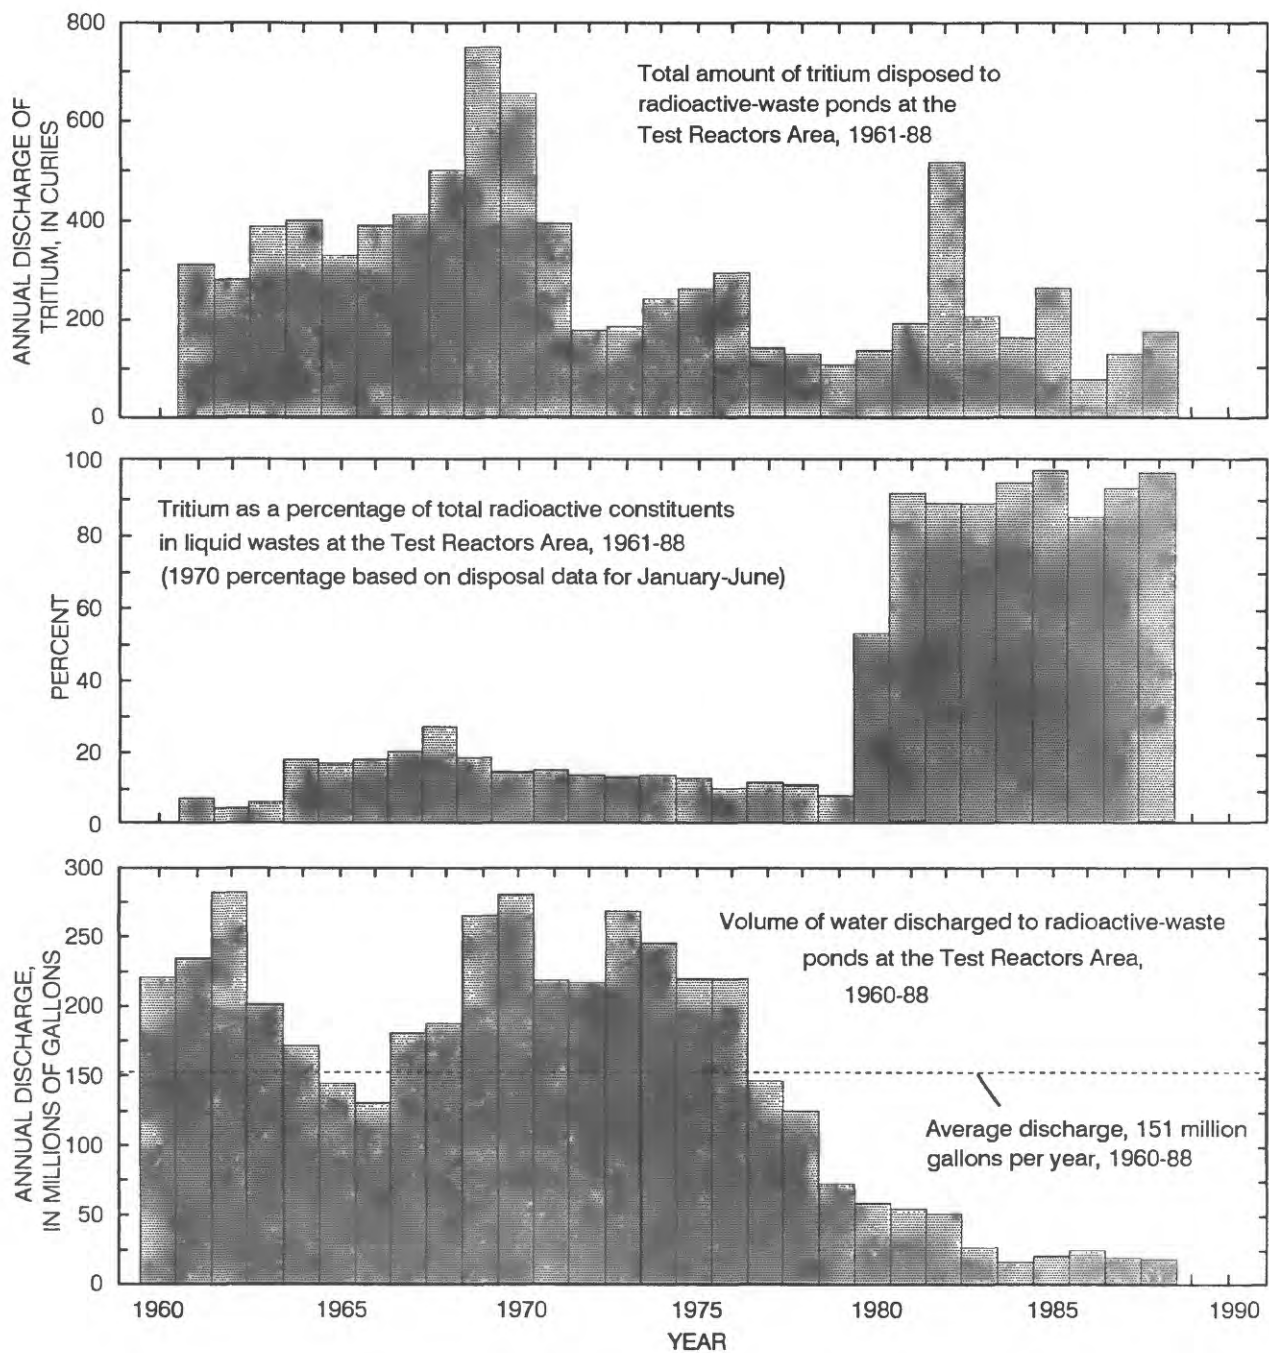 ANNUAL DISCHARGE OF
TRITIUM, IN CURIES
800
600
400
200
0
Total amount of tritium disposed to
radioactive-waste ponds at the
Test Reactors Area, 1961-88
PERCENT
100
80
60
40
20
0
Tritium as a percentage of total radioactive constituents
in liquid wastes at the Test Reactors Area, 1961-88
(1970 percentage based on disposal data for January-June)
ANNUAL DISCHARGE,
IN MILLIONS OF GALLONS
300
250
200
150
100
50
0
Volume of water discharged to radioactive-waste
ponds at the Test Reactors Area,
1960-88
Average discharge, 151 million
gallons per year, 1960-88
1960 1965 1970 1975 1980 1985 1990
YEAR